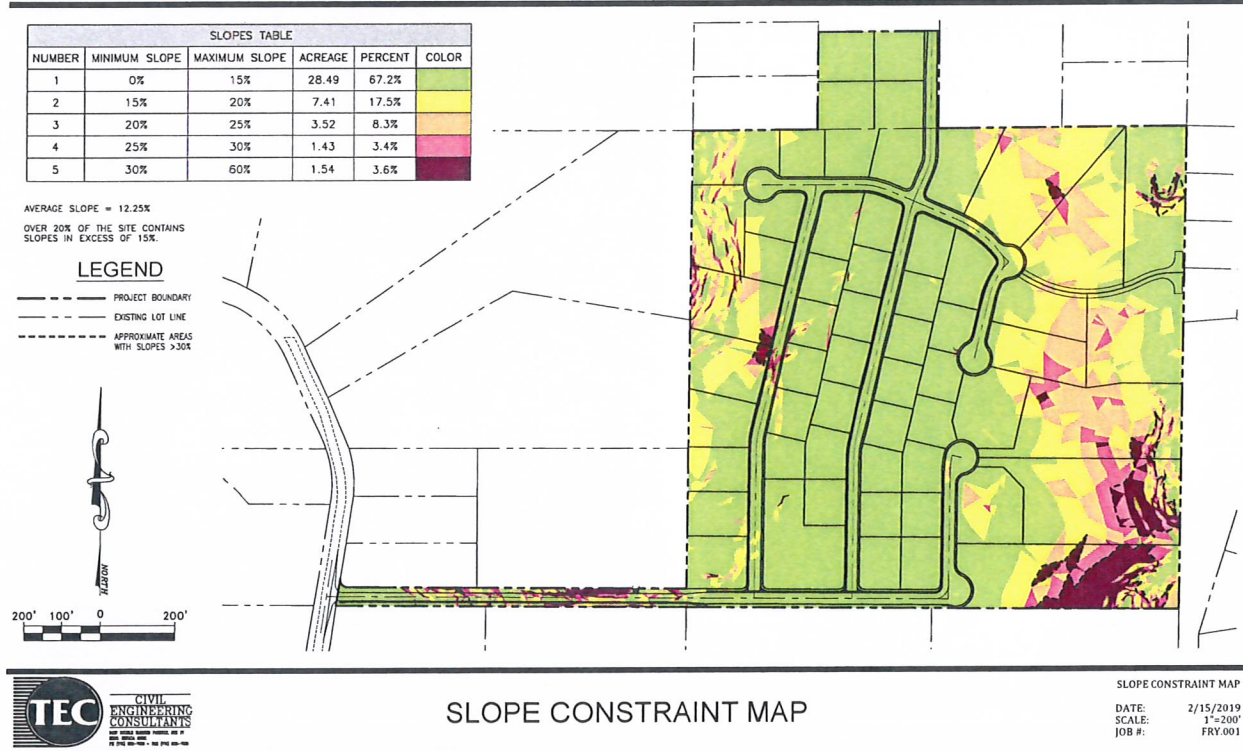 SLOPES TABLE
NUMBER MINIMUM SLOPE MAXIMUM SLOPE ACREAGE PERCENT COLOR
1 0% 15% 28.49 67.2%
2 15% 20% 7.41 17.5%
3 20% 25% 3.52 8.3%
4 25% 30% 1.43 3.4%
5 30% 60% 1.54 3.6%
AVERAGE SLOPE = 12.25%
OVER 20% OF THE SITE CONTAINS
SLOPES IN EXCESS OF 15%.
LEGEND
PROJECT BOUNDARY
EXISTING LOT LINE
APPROXIMATE AREAS
WITH SLOPES >30%
NORTH
200' 100' 0 200'
TEC
CIVIL
ENGINEERING
CONSULTANTS
SLOPE CONSTRAINT MAP
SLOPE CONSTRAINT MAP
DATE: 2/15/2019
SCALE: 1"=200'
JOB #: FRY.001